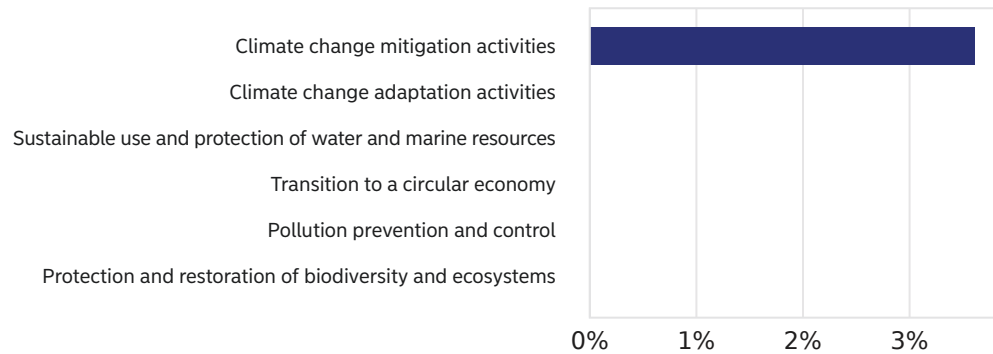 Climate change mitigation activities
Climate change adaptation activities
Sustainable use and protection of water and marine resources
Transition to a circular economy
Pollution prevention and control
Protection and restoration of biodiversity and ecosystems
0% 1% 2% 3%